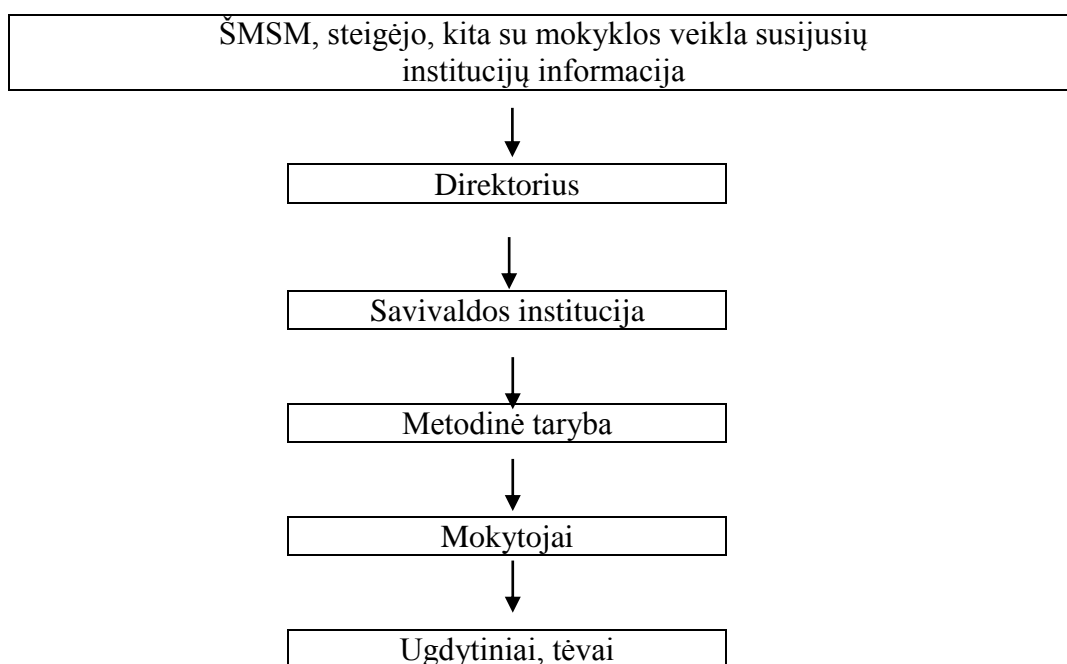 ŠMSM, steigėjo, kita su mokyklos veikla susijusių
institucijų informacija
Direktorius
Savivaldos institucija
Metodinė taryba
Mokytojai
Ugdytiniai, tėvai